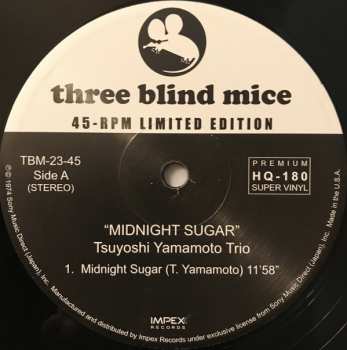 three blind mice
45-RPM LIMITED EDITION
TBM-23-45
Side A
(STEREO)
PREMIUM
HQ-180
SUPER VINYL
"MIDNIGHT SUGAR"
Tsuyoshi Yamamoto Trio
1. Midnight Sugar (T. Yamamoto) 11'58"
IMPEX
RECORDS
℗ © 1974 Sony Music Direct (Japan), Inc. Manufactured and distributed by Impex Records under exclusive license from Sony Music Direct (Japan), Inc. Made in the U.S.A.